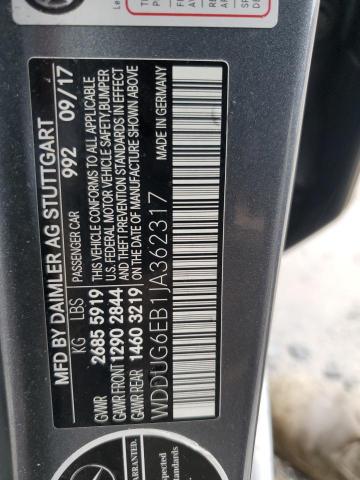 MFD BY DAIMLER AG STUTTGART
KG LBS PASSENGER CAR 992 09/17
GVWR 2685 5919 THIS VEHICLE CONFORMS TO ALL APPLICABLE
GAWR FRONT 1290 2844 U.S. FEDERAL MOTOR VEHICLE SAFETY, BUMPER
GAWR REAR 1460 3219 AND THEFT PREVENTION STANDARDS IN EFFECT
ON THE DATE OF MANUFACTURE SHOWN ABOVE
MADE IN GERMANY
WDDUG6EB1JA362317
Standards